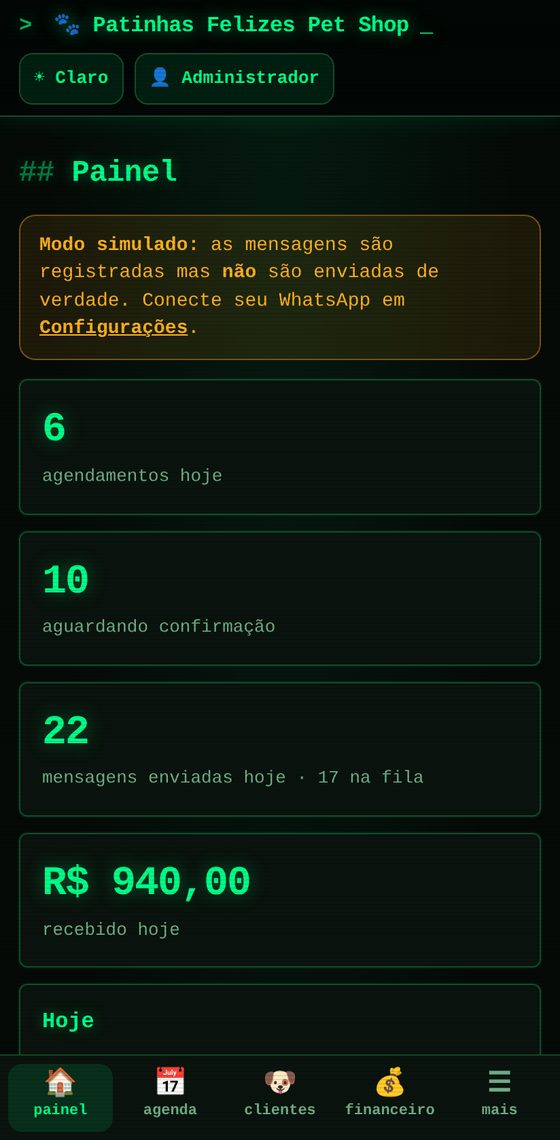 > 🐾 Patinhas Felizes Pet Shop _
☀ Claro
👤 Administrador
## Painel
Modo simulado: as mensagens são
registradas mas não são enviadas de
verdade. Conecte seu WhatsApp em
Configurações.
6
agendamentos hoje
10
aguardando confirmação
22
mensagens enviadas hoje · 17 na fila
R$ 940,00
recebido hoje
Hoje
🏠 📅 🐶 💰 ☰
painel agenda clientes financeiro mais